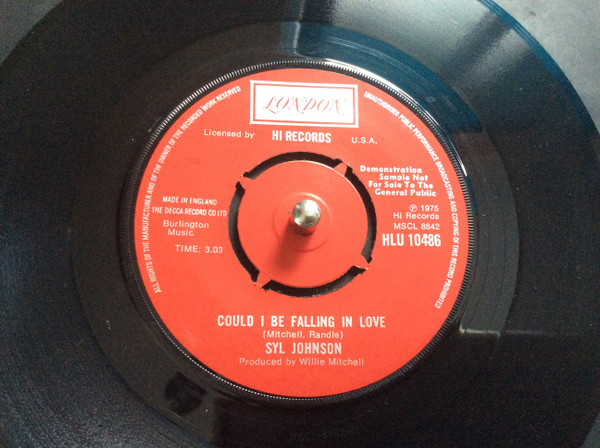 LONDON
Licensed by HI RECORDS U.S.A.
Demonstration
Sample Not
For Sale To The
General Public
MADE IN ENGLAND
THE DECCA RECORD CO LTD
Burlington
Music
TIME: 3.03
℗ 1975
Hi Records
MSCL 8842
HLU 10486
COULD I BE FALLING IN LOVE
(Mitchell, Randle)
SYL JOHNSON
Produced by Willie Mitchell
ALL RIGHTS OF THE MANUFACTURER AND OF THE OWNER OF THE RECORDED WORK RESERVED
UNAUTHORISED PUBLIC PERFORMANCE BROADCASTING AND COPYING OF THIS RECORD PROHIBITED